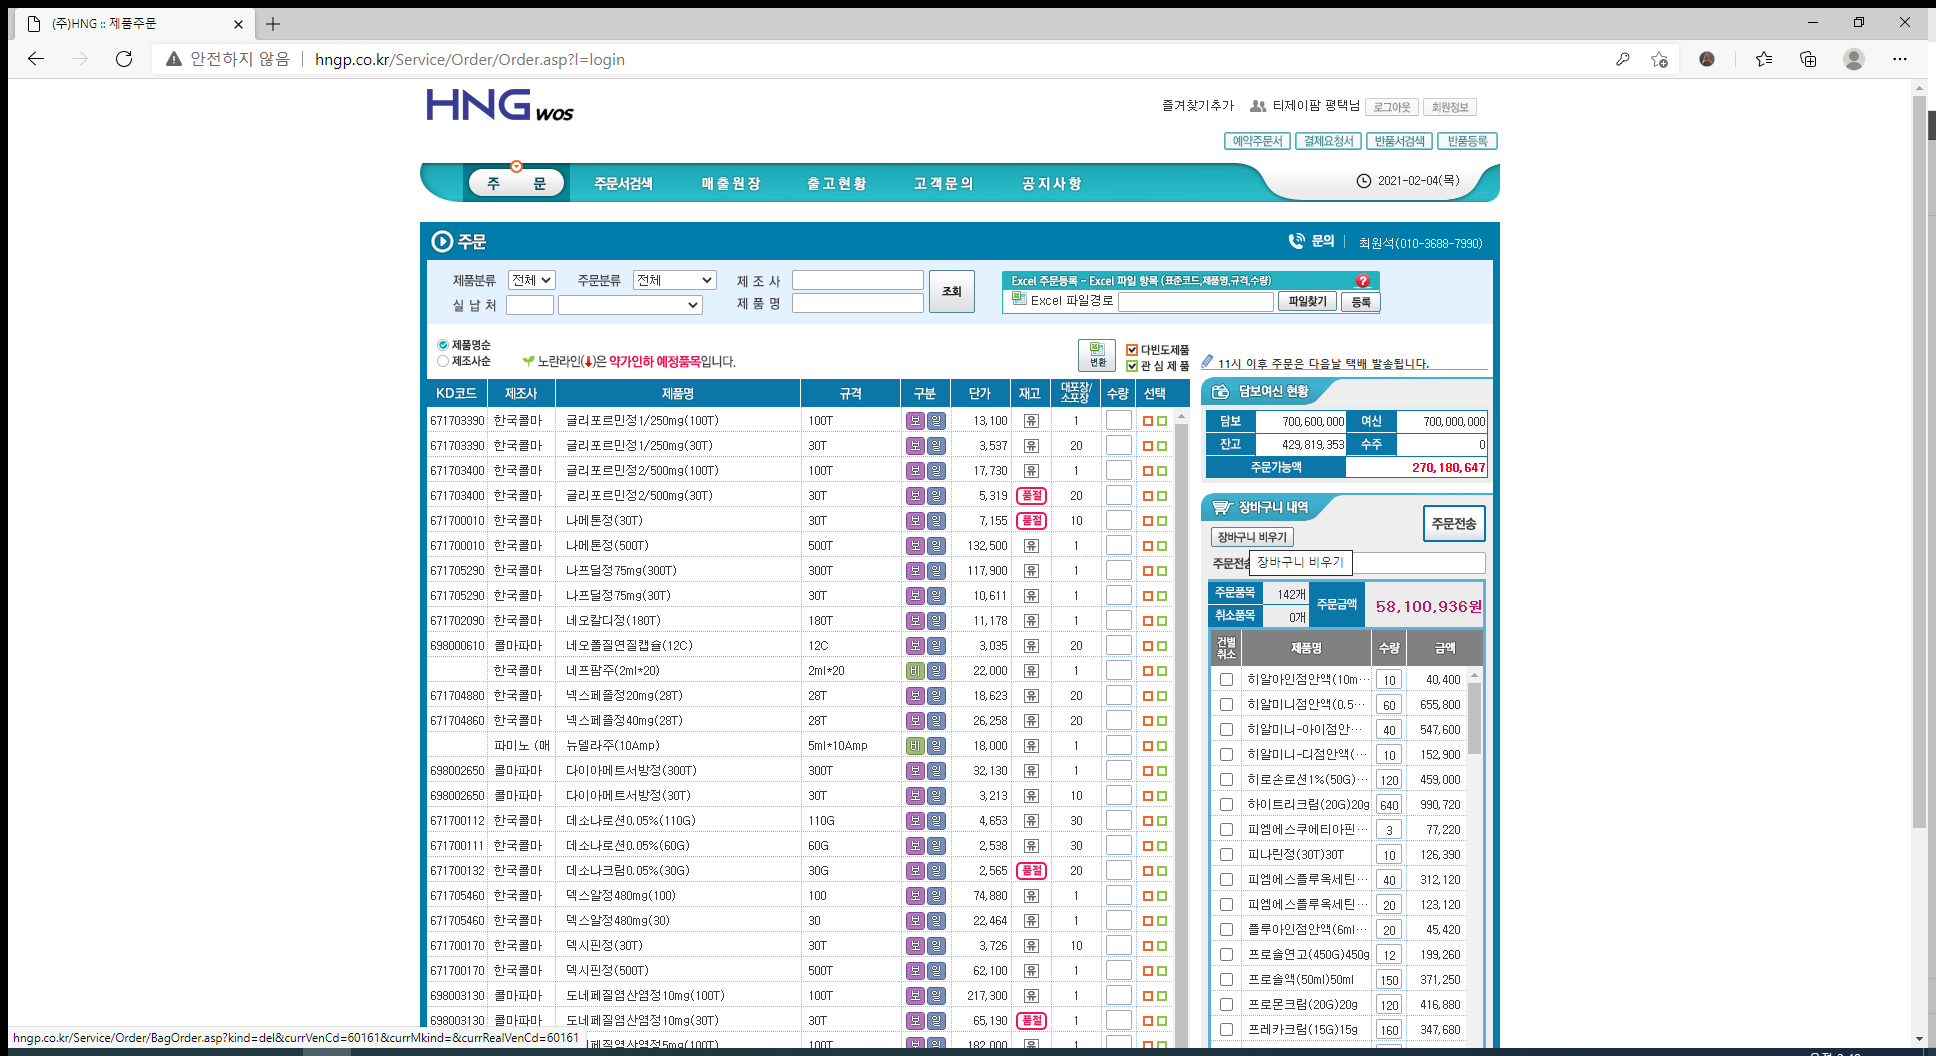 (주)HNG :: 제품주문
안전하지 않음 hngp.co.kr/Service/Order/Order.asp?l=login
HNG wos
즐겨찾기추가 티제이팜 평택님 로그아웃 회원정보
예약주문서 결제요청서 반품서검색 반품등록
주 문 주문서검색 매출원장 출고현황 고객문의 공지사항 2021-02-04(목)
주문 문의 최원석(010-3688-7990)
제품분류 전체 주문분류 전체 제 조 사 조회
실 납 처 제 품 명
Excel 주문등록 - Excel 파일 항목 (표준코드,제품명,규격,수량) ?
Excel 파일경로 파일찾기 등록
제품명순
제조사순
노란라인(↓)은 약가인하 예정품목입니다.
변환 다빈도제품
관 심 제 품
11시 이후 주문은 다음날 택배 발송됩니다.
KD코드 제조사 제품명 규격 구분 단가 재고 대포장/소포장 수량 선택
671703390 한국콜마 글리포르민정1/250mg(100T) 100T 보 일 13,100 유 1
671703390 한국콜마 글리포르민정1/250mg(30T) 30T 보 일 3,537 유 20
671703400 한국콜마 글리포르민정2/500mg(100T) 100T 보 일 17,730 유 1
671703400 한국콜마 글리포르민정2/500mg(30T) 30T 보 일 5,319 품절 20
671700010 한국콜마 나메톤정(30T) 30T 보 일 7,155 품절 10
671700010 한국콜마 나메톤정(500T) 500T 보 일 132,500 유 1
671705290 한국콜마 나프덜정75mg(300T) 300T 보 일 117,900 유 1
671705290 한국콜마 나프덜정75mg(30T) 30T 보 일 10,611 유 1
671702090 한국콜마 네오칼디정(180T) 180T 보 일 11,178 유 1
698000610 콜마파마 네오폴질연질캡슐(12C) 12C 보 일 3,035 유 20
한국콜마 네프팜주(2ml*20) 2ml*20 비 일 22,000 유 1
671704880 한국콜마 넥스페플정20mg(28T) 28T 보 일 18,623 유 20
671704860 한국콜마 넥스페플정40mg(28T) 28T 보 일 26,258 유 20
파미노 (매 뉴델라주(10Amp) 5ml*10Amp 비 일 18,000 유 1
698002650 콜마파마 다이아메트서방정(300T) 300T 보 일 32,130 유 1
698002650 콜마파마 다이아메트서방정(30T) 30T 보 일 3,213 유 10
671700112 한국콜마 데소나로션0.05%(110G) 110G 보 일 4,653 유 30
671700111 한국콜마 데소나로션0.05%(60G) 60G 보 일 2,538 유 30
671700132 한국콜마 데소나크림0.05%(30G) 30G 보 일 2,565 품절 20
671705460 한국콜마 덱스알정480mg(100) 100 보 일 74,880 유 1
671705460 한국콜마 덱스알정480mg(30) 30 보 일 22,464 유 1
671700170 한국콜마 덱시핀정(30T) 30T 보 일 3,726 유 10
671700170 한국콜마 덱시핀정(500T) 500T 보 일 62,100 유 1
698003130 콜마파마 도네페질염산염정10mg(100T) 100T 보 일 217,300 유 1
698003130 콜마파마 도네페질염산염정10mg(30T) 30T 보 일 65,190 품절 1
페질염산염정5mg(100T) 100T 보 일 182,000 유 1
담보여신 현황
담보 700,600,000 여신 700,000,000
잔고 429,819,353 수주 0
주문가능액 270,180,647
장바구니 내역 주문전송
장바구니 비우기
주문전송 장바구니 비우기
주문품목 142개 주문금액 58,100,936원
취소품목 0개
건별취소 제품명 수량 금액
히알아인점안액(10m··· 10 40,400
히알미니점안액(0.5··· 60 655,800
히알미니-아이점안··· 40 547,600
히알미니-디점안액(··· 10 152,900
히로손로션1%(50G)··· 120 459,000
하이트리크림(20G)20g 640 990,720
피엠에스쿠에티아핀··· 3 77,220
피나린정(30T)30T 10 126,390
피엠에스플루옥세틴··· 40 312,120
피엠에스플루옥세틴··· 20 123,120
플루아인점안액(6ml··· 20 45,420
프로솔연고(450G)450g 12 199,260
프로솔액(50ml)50ml 150 371,250
프로몬크림(20G)20g 120 416,880
프레카크림(15G)15g 160 347,680
hngp.co.kr/Service/Order/BagOrder.asp?kind=del&currVenCd=60161&currMkind=&currRealVenCd=60161